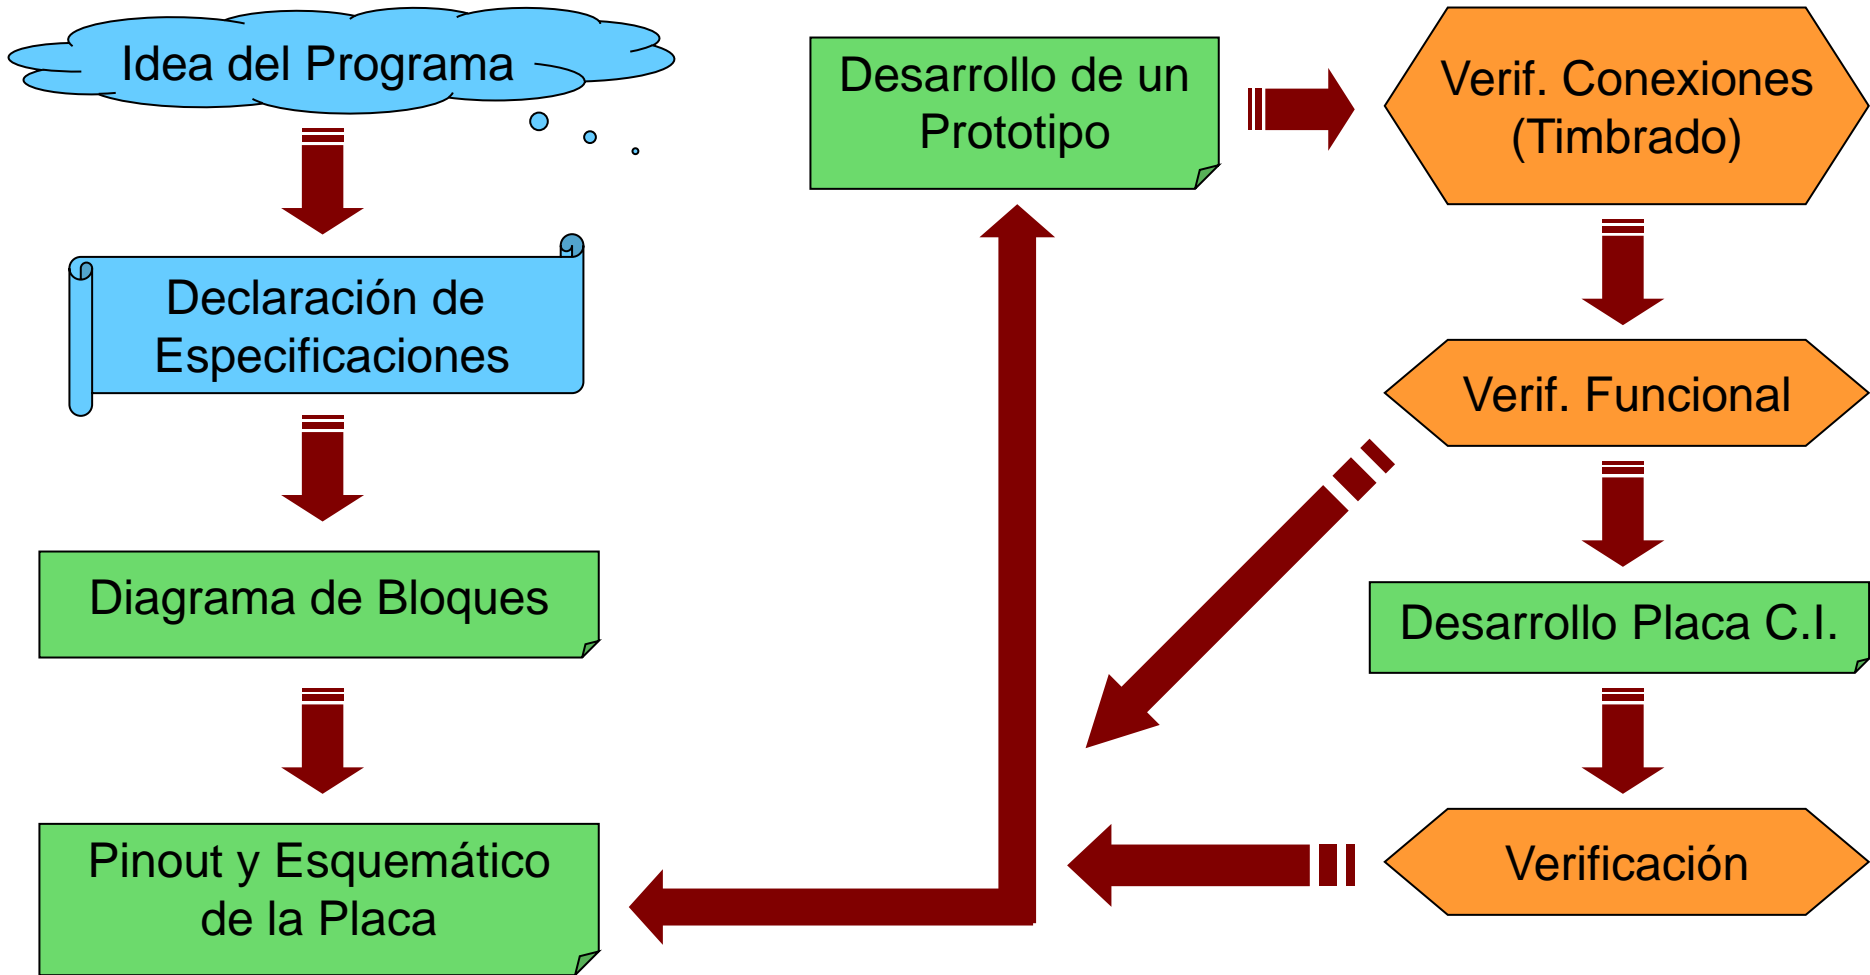 Idea del Programa
Declaración de
Especificaciones
Diagrama de Bloques
Pinout y Esquemático
de la Placa
Desarrollo de un
Prototipo
Verif. Conexiones
(Timbrado)
Verif. Funcional
Desarrollo Placa C.I.
Verificación